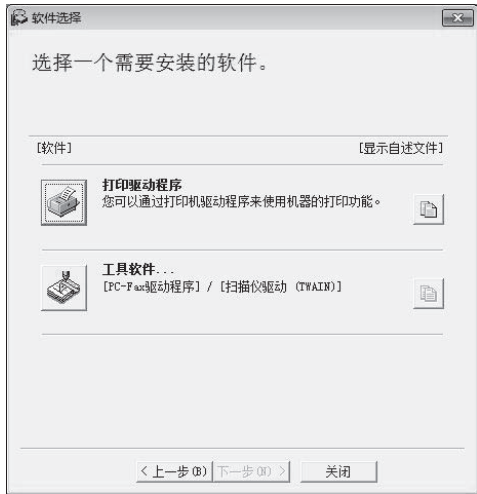 软件选择
选择一个需要安装的软件。
[软件] [显示自述文件]
打印驱动程序
您可以通过打印机驱动程序来使用机器的打印功能。
工具软件...
[PC-Fax驱动程序] / [扫描仪驱动 (TWAIN)]
< 上一步(B) 下一步(N) > 关闭